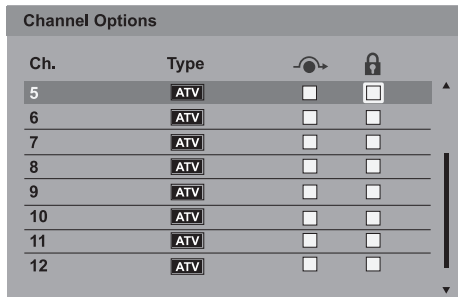 Channel Options
Ch. Type
5 ATV
6 ATV
7 ATV
8 ATV
9 ATV
10 ATV
11 ATV
12 ATV